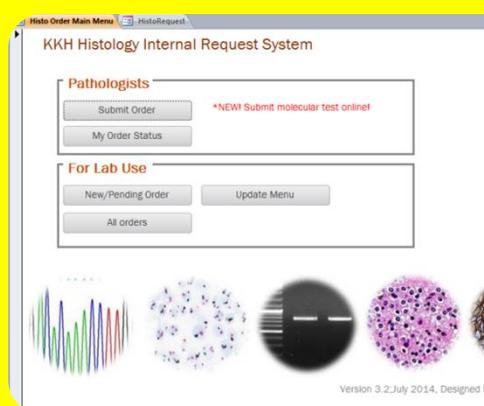 Histo Order Main Menu HistoRequest
KKH Histology Internal Request System
Pathologists
Submit Order *NEW! Submit molecular test online!
My Order Status
For Lab Use
New/Pending Order Update Menu
All orders
Version 3.2,July 2014, Designed